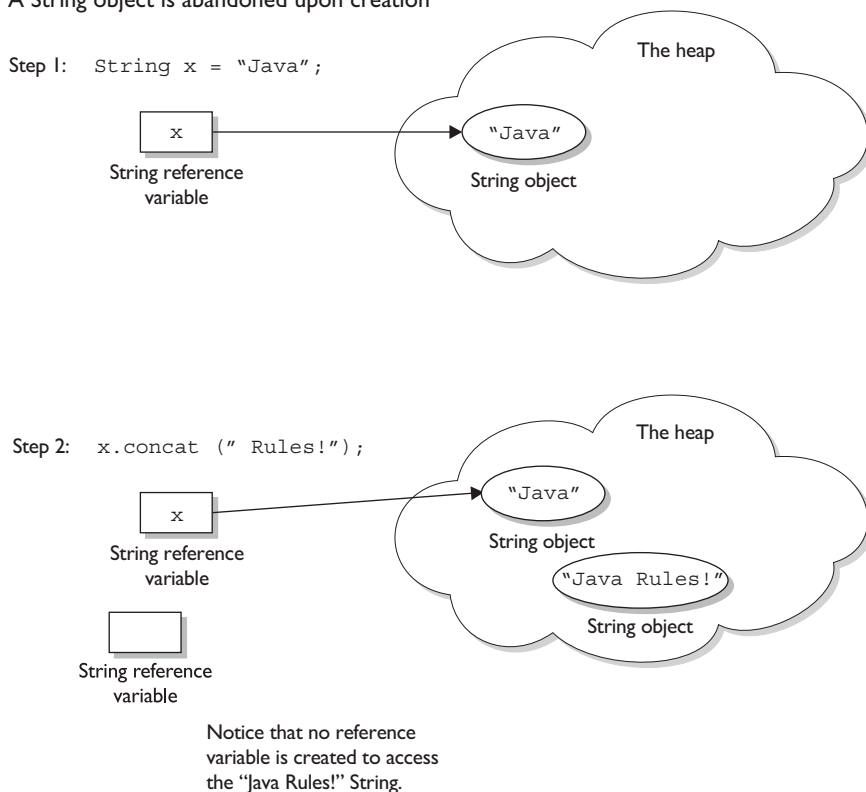 A String object is abandoned upon creation
The heap
Step 1: String x = “Java”;
x
“Java”
String reference
variable
String object
The heap
Step 2: x.concat (” Rules!”);
“Java”
x
String object
String reference
variable
“Java Rules!”
String object
String reference
variable
Notice that no reference
variable is created to access
the “Java Rules!” String.